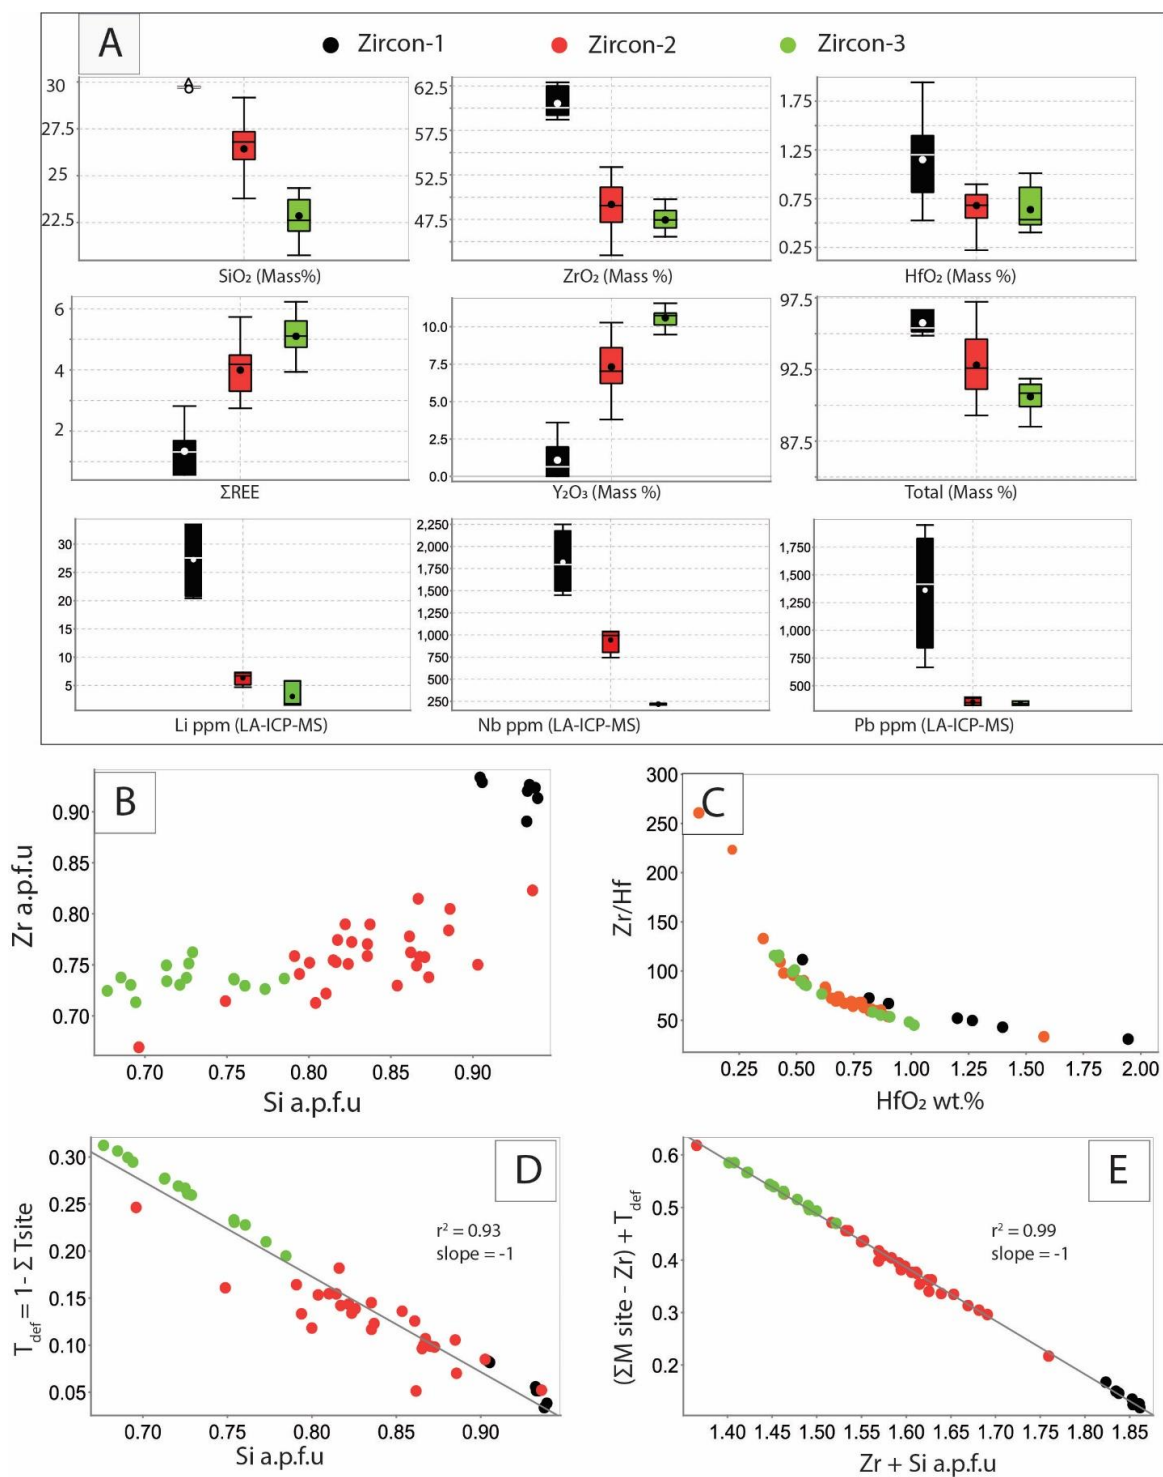 A
Zircon-1 Zircon-2 Zircon-3
30
27.5
25
22.5
SiO₂ (Mass%)
62.5
57.5
52.5
47.5
ZrO₂ (Mass %)
1.75
1.25
0.75
0.25
HfO₂ (Mass %)
6
4
2
ΣREE
10.0
7.5
5.0
2.5
0.0
Y₂O₃ (Mass %)
97.5
92.5
87.5
Total (Mass %)
30
25
20
15
10
5
Li ppm (LA-ICP-MS)
2,250
2,000
1,750
1,500
1,250
1,000
750
500
250
Nb ppm (LA-ICP-MS)
1,750
1,500
1,250
1,000
750
500
Pb ppm (LA-ICP-MS)
B
Zr a.p.f.u
0.90
0.85
0.80
0.75
0.70
0.70 0.75 0.80 0.85 0.90
Si a.p.f.u
C
Zr/Hf
300
250
200
150
100
50
0.25 0.50 0.75 1.00 1.25 1.50 1.75 2.00
HfO₂ wt.%
D
T_def = 1- Σ Tsite
0.30
0.25
0.20
0.15
0.10
0.05
r² = 0.93
slope = -1
0.70 0.75 0.80 0.85 0.90
Si a.p.f.u
E
(ΣM site - Zr) + T_def
0.6
0.5
0.4
0.3
0.2
r² = 0.99
slope = -1
1.40 1.45 1.50 1.55 1.60 1.65 1.70 1.75 1.80 1.85
Zr + Si a.p.f.u